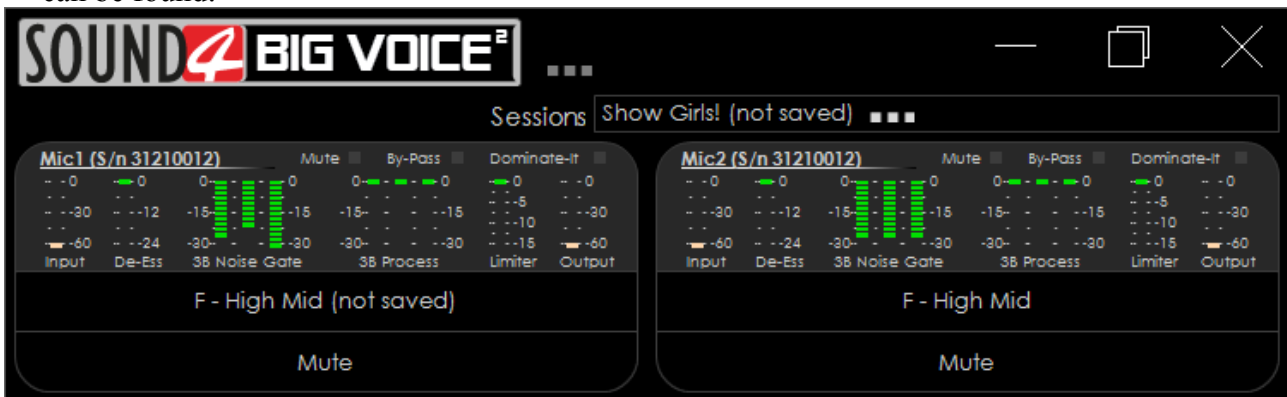 can be found.
SOUND4 BIG VOICE²
Sessions Show Girls! (not saved)
Mic1 (S/n 31210012) Mute By-Pass Dominate-It
0 0 0 0 0 0 0 0
-5
-30 -12 -15 -15 -15 -15 -30
-10
-60 -24 -30 -30 -30 -30 -15 -60
Input De-Ess 3B Noise Gate 3B Process Limiter Output
F - High Mid (not saved)
Mute
Mic2 (S/n 31210012) Mute By-Pass Dominate-It
0 0 0 0 0 0 0 0
-5
-30 -12 -15 -15 -15 -15 -30
-10
-60 -24 -30 -30 -30 -30 -15 -60
Input De-Ess 3B Noise Gate 3B Process Limiter Output
F - High Mid
Mute